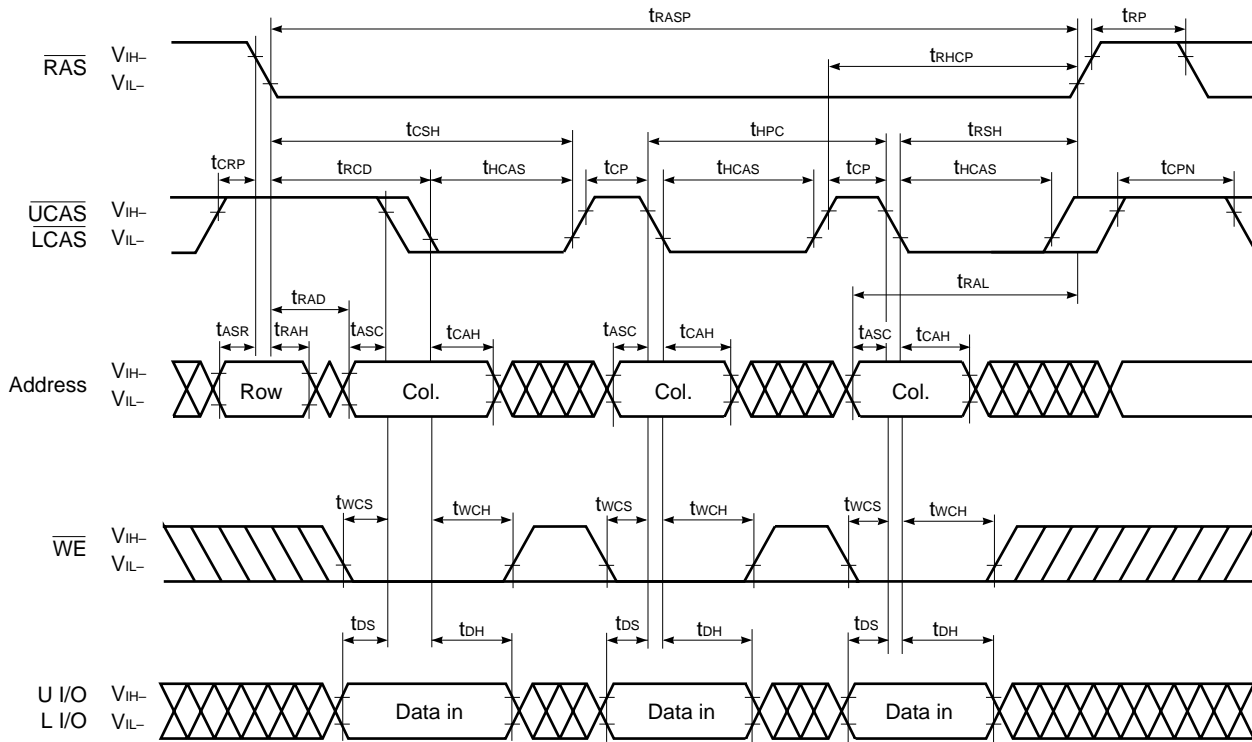 tRASP tRP
RAS VIH– VIL– tRHCP
tCSH tHPC tRSH
tCRP tRCD tHCAS tCP tHCAS tCP tHCAS tCPN
UCAS VIH–
LCAS VIL–
tRAD tRAL
tASR tRAH tASC tCAH tASC tCAH tASC tCAH
Address VIH– VIL– Row Col. Col. Col.
tWCS tWCH tWCS tWCH tWCS tWCH
WE VIH– VIL–
tDS tDH tDS tDH tDS tDH
U I/O VIH–
L I/O VIL– Data in Data in Data in